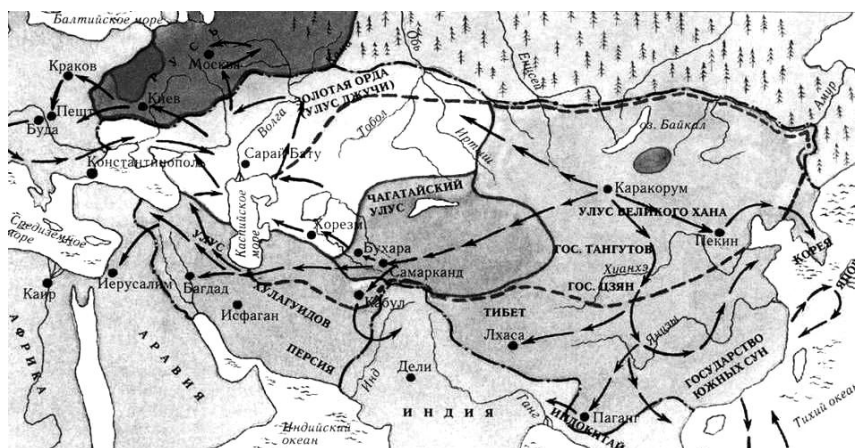 Балтийское море
РУСЬ
Москва
Краков
Киев
Пешт
Буда
Константинополь
Средиземное
море
Каир
Иерусалим
АФРИКА
АРАВИЯ
Волга
ЗОЛОТАЯ ОРДА
(УЛУС ДЖУЧИ)
Тобол
Обь
Иртыш
Енисей
Сарай-Бату
Каспийское
море
Хорезм
ЧАГАТАЙСКИЙ
УЛУС
Бухара
Самарканд
УЛУС
ХУЛАГУИДОВ
Багдад
Исфаган
ПЕРСИЯ
Кабул
Инд
Дели
ИНДИЯ
Индийский
океан
Ганг
оз. Байкал
Амур
Каракорум
УЛУС ВЕЛИКОГО ХАНА
Пекин
КОРЕЯ
ГОС. ТАНГУТОВ
Хуанхэ
ГОС. ЦЗЯН
ТИБЕТ
Лхаса
Янцзы
ГОСУДАРСТВО
ЮЖНЫХ СУН
Паганг
ИНДОКИТАЙ
Тихий океан